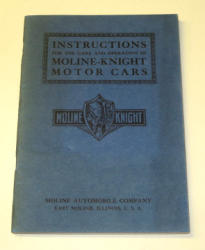 INSTRUCTIONS
FOR THE CARE AND OPERATION OF
MOLINE-KNIGHT
MOTOR CARS
MOLINE KNIGHT
MOLINE AUTOMOBILE COMPANY
EAST MOLINE, ILLINOIS, U.S.A.